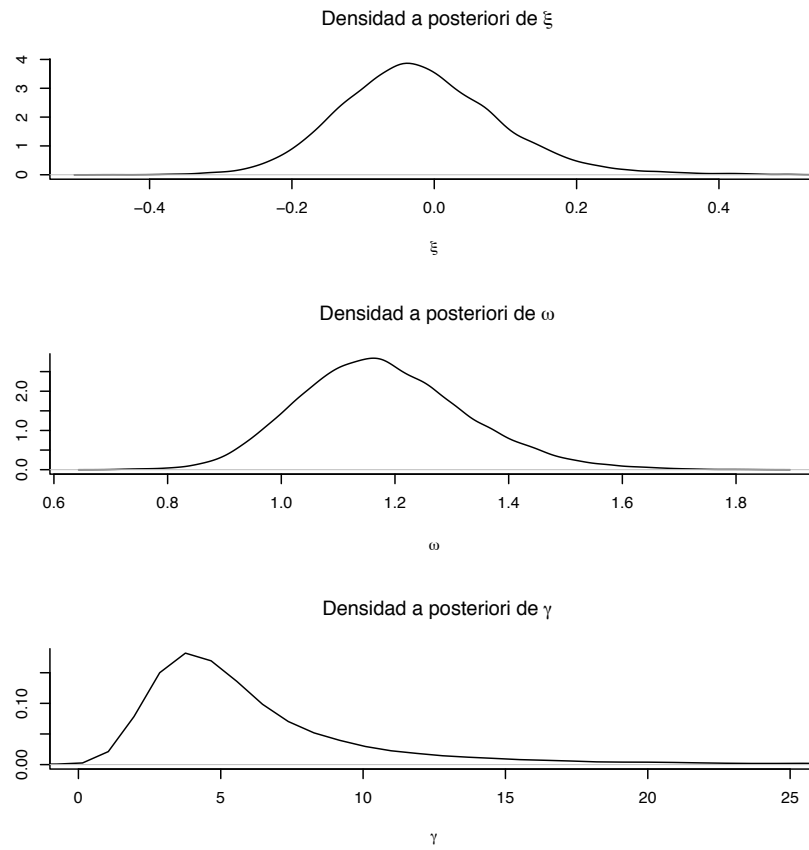 Densidad a posteriori de ξ
0 1 2 3 4
−0.4 −0.2 0.0 0.2 0.4
ξ
Densidad a posteriori de ω
0.0 1.0 2.0
0.6 0.8 1.0 1.2 1.4 1.6 1.8
ω
Densidad a posteriori de γ
0.00 0.10
0 5 10 15 20 25
γ